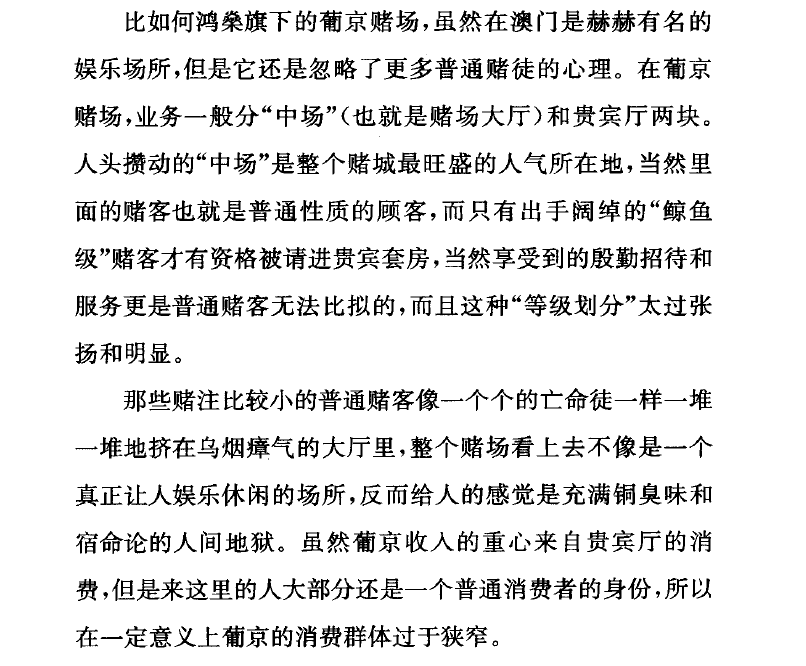 比如何鸿燊旗下的葡京赌场，虽然在澳门是赫赫有名的
娱乐场所，但是它还是忽略了更多普通赌徒的心理。在葡京
赌场，业务一般分“中场”（也就是赌场大厅）和贵宾厅两块。
人头攒动的“中场”是整个赌城最旺盛的人气所在地，当然里
面的赌客也就是普通性质的顾客，而只有出手阔绰的“鲸鱼
级”赌客才有资格被请进贵宾套房，当然享受到的殷勤招待和
服务更是普通赌客无法比拟的，而且这种“等级划分”太过张
扬和明显。
那些赌注比较小的普通赌客像一个个的亡命徒一样一堆
一堆地挤在乌烟瘴气的大厅里，整个赌场看上去不像是一个
真正让人娱乐休闲的场所，反而给人的感觉是充满铜臭味和
宿命论的人间地狱。虽然葡京收入的重心来自贵宾厅的消
费，但是来这里的人大部分还是一个普通消费者的身份，所以
在一定意义上葡京的消费群体过于狭窄。